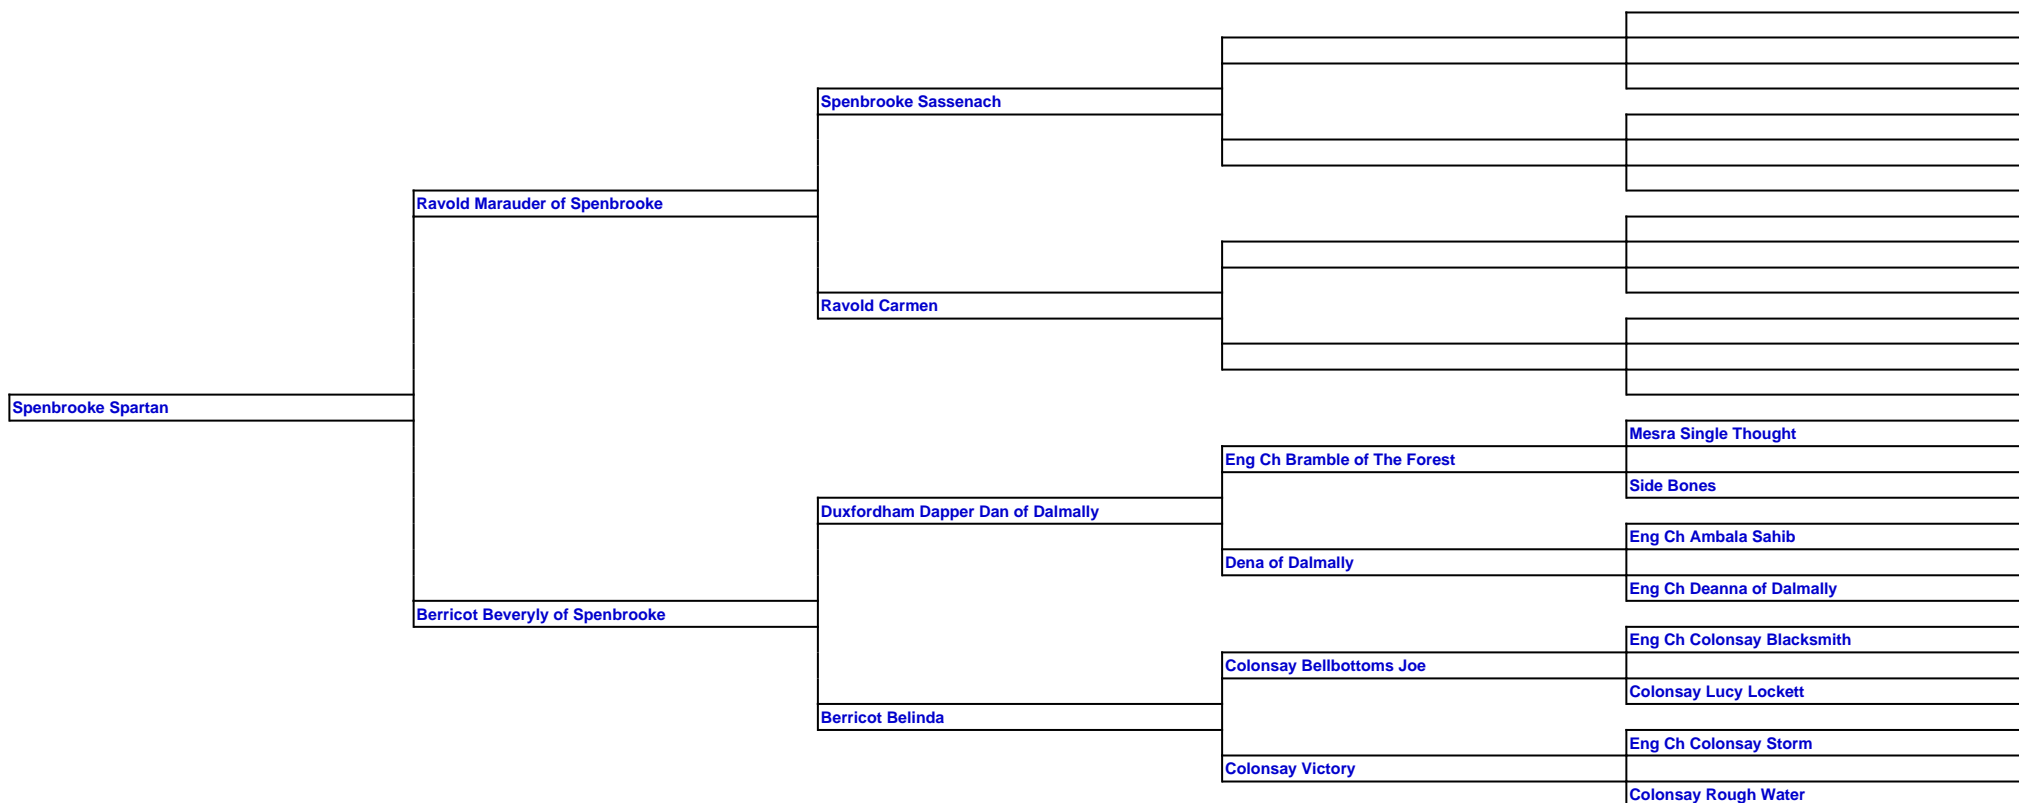 Spenbrooke Sassenach
Ravold Marauder of Spenbrooke
Ravold Carmen
Spenbrooke Spartan
Mesra Single Thought
Eng Ch Bramble of The Forest
Side Bones
Duxfordham Dapper Dan of Dalmally
Eng Ch Ambala Sahib
Dena of Dalmally
Eng Ch Deanna of Dalmally
Berricot Beveryly of Spenbrooke
Eng Ch Colonsay Blacksmith
Colonsay Bellbottoms Joe
Colonsay Lucy Lockett
Berricot Belinda
Eng Ch Colonsay Storm
Colonsay Victory
Colonsay Rough Water